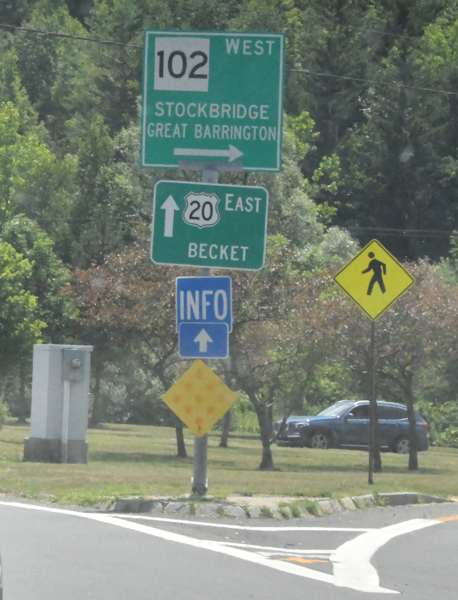 102 WEST
STOCKBRIDGE
GREAT BARRINGTON
20 EAST
BECKET
INFO